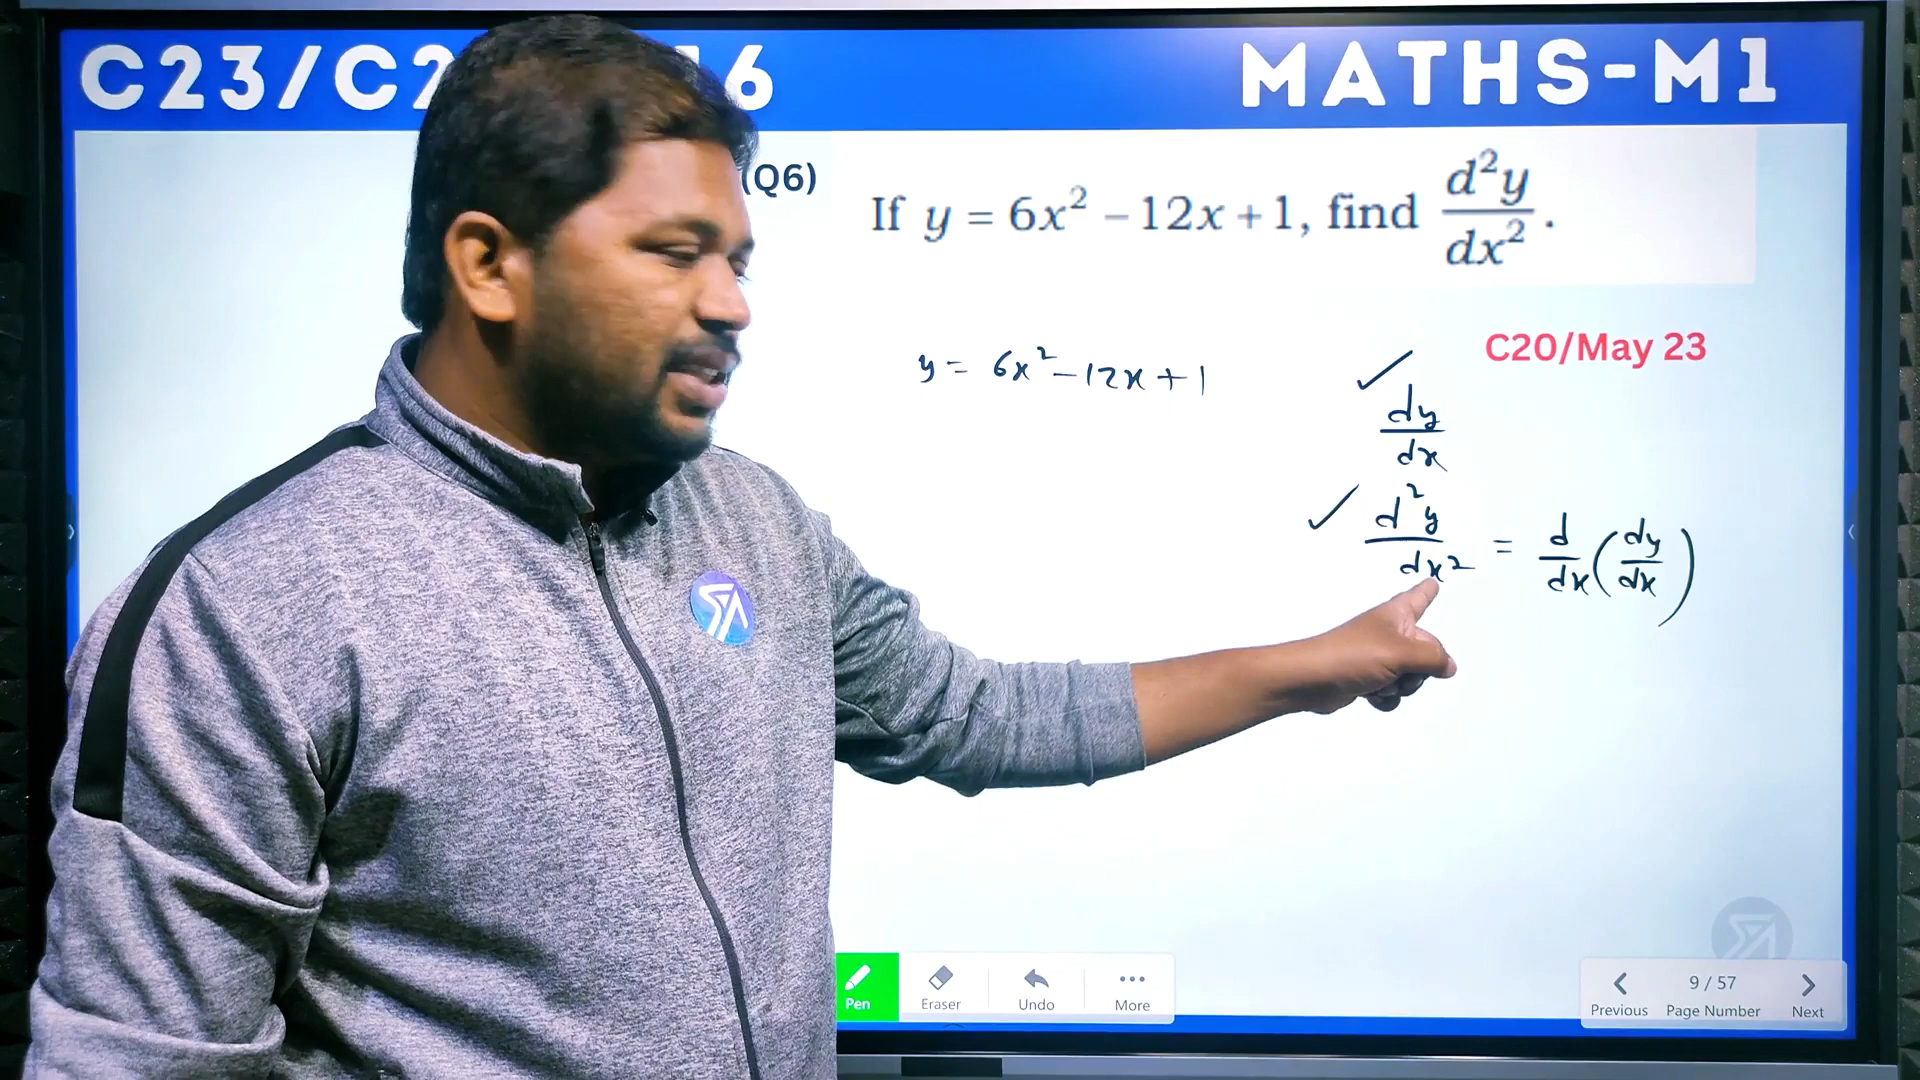 C23/C2 16 MATHS-M1
(Q6) If y = 6x² – 12x + 1, find d²y/dx².
C20/May 23
y = 6x² – 12x + 1
✓ dy/dx
✓ d²y/dx² = d/dx(dy/dx)
Pen Eraser Undo More
9 / 57
Previous Page Number Next